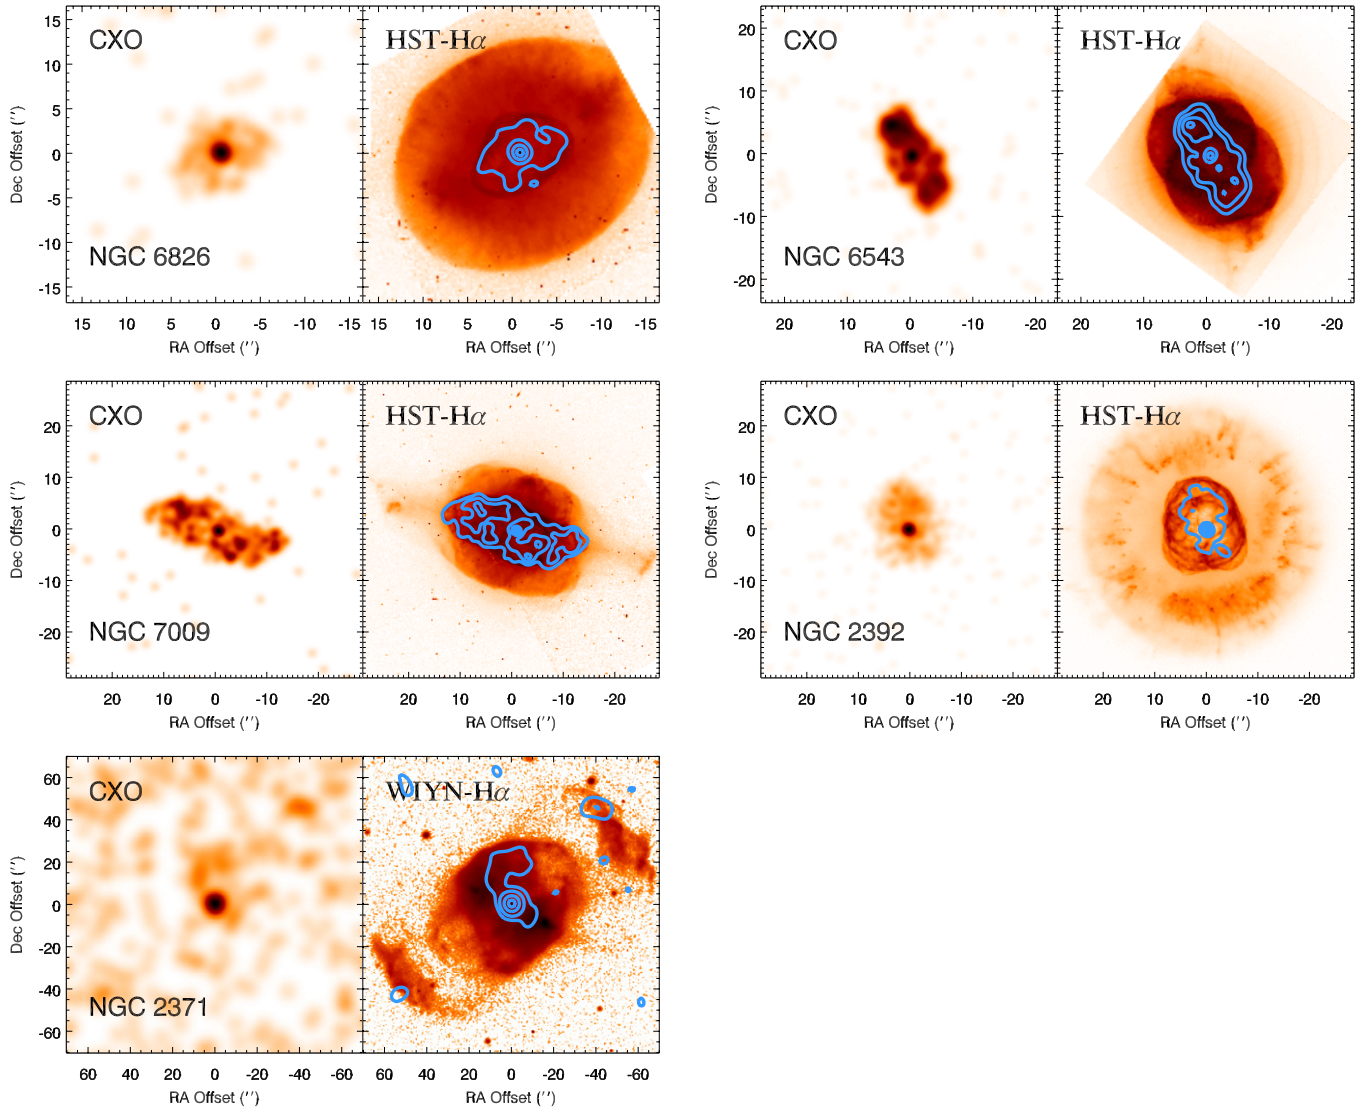 CXO
HST-Hα
NGC 6826
15
10
5
0
-5
-10
-15
Dec Offset (′′)
15 10 5 0 -5 -10 -15 15 10 5 0 -5 -10 -15
RA Offset (′′) RA Offset (′′)
CXO
HST-Hα
NGC 6543
20
10
0
-10
-20
Dec Offset (′′)
20 10 0 -10 -20 20 10 0 -10 -20
RA Offset (′′) RA Offset (′′)
CXO
HST-Hα
NGC 7009
20
10
0
-10
-20
Dec Offset (′′)
20 10 0 -10 -20 20 10 0 -10 -20
RA Offset (′′) RA Offset (′′)
CXO
HST-Hα
NGC 2392
20
10
0
-10
-20
Dec Offset (′′)
20 10 0 -10 -20 20 10 0 -10 -20
RA Offset (′′) RA Offset (′′)
CXO
WIYN-Hα
NGC 2371
60
40
20
0
-20
-40
-60
Dec Offset (′′)
60 40 20 0 -20 -40 -60 60 40 20 0 -20 -40 -60
RA Offset (′′) RA Offset (′′)